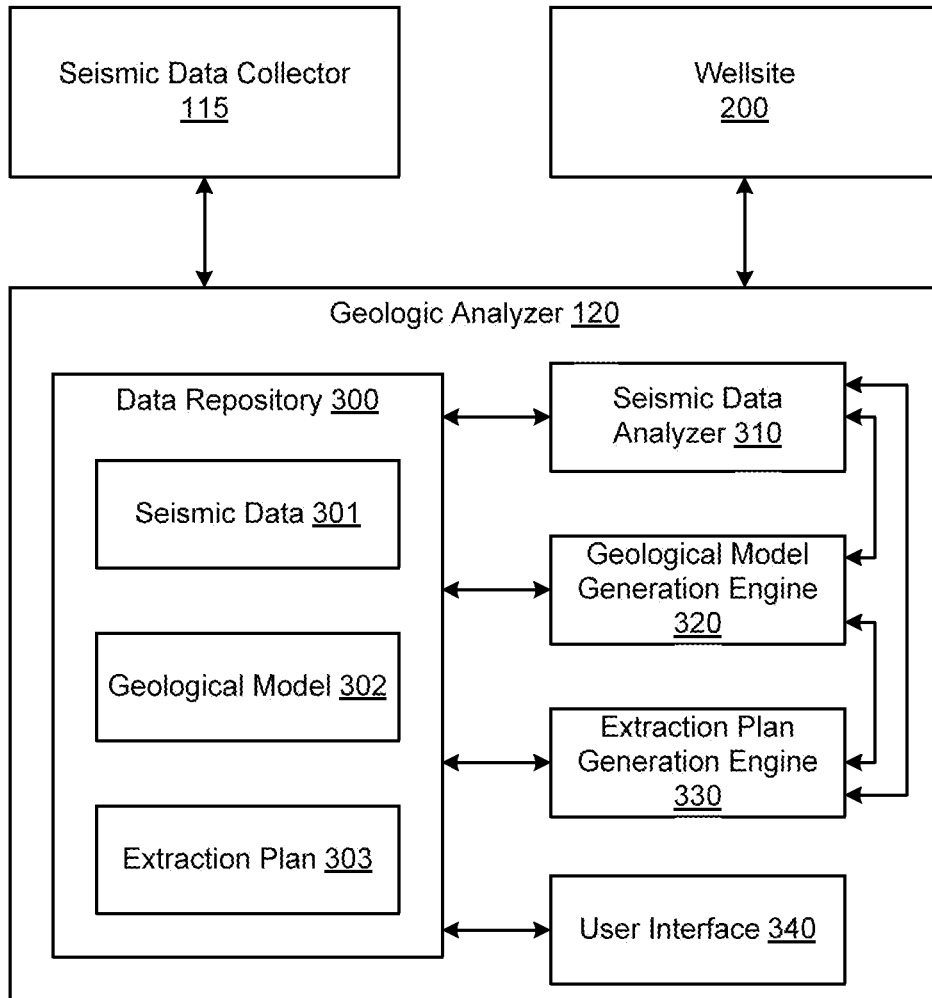 Seismic Data Collector
115
Wellsite
200
Geologic Analyzer 120
Data Repository 300
Seismic Data 301
Geological Model 302
Extraction Plan 303
Seismic Data
Analyzer 310
Geological Model
Generation Engine
320
Extraction Plan
Generation Engine
330
User Interface 340